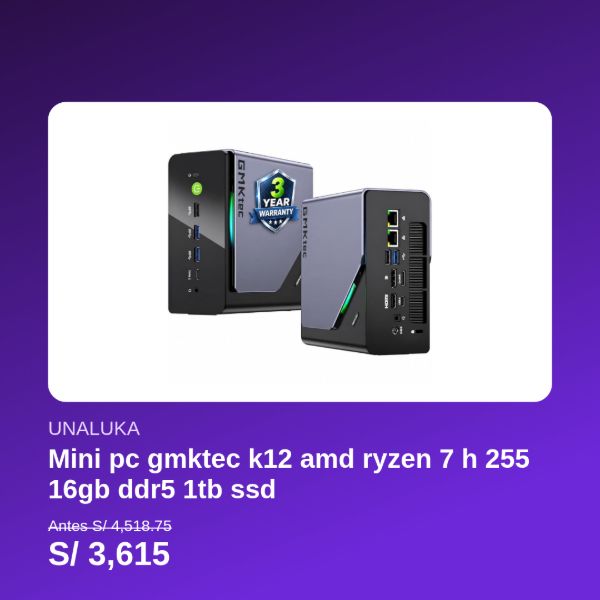 GMKtec
3
YEAR
WARRANTY
GMKtec
HDMI
UNALUKA
Mini pc gmktec k12 amd ryzen 7 h 255
16gb ddr5 1tb ssd
Antes S/ 4,518.75
S/ 3,615